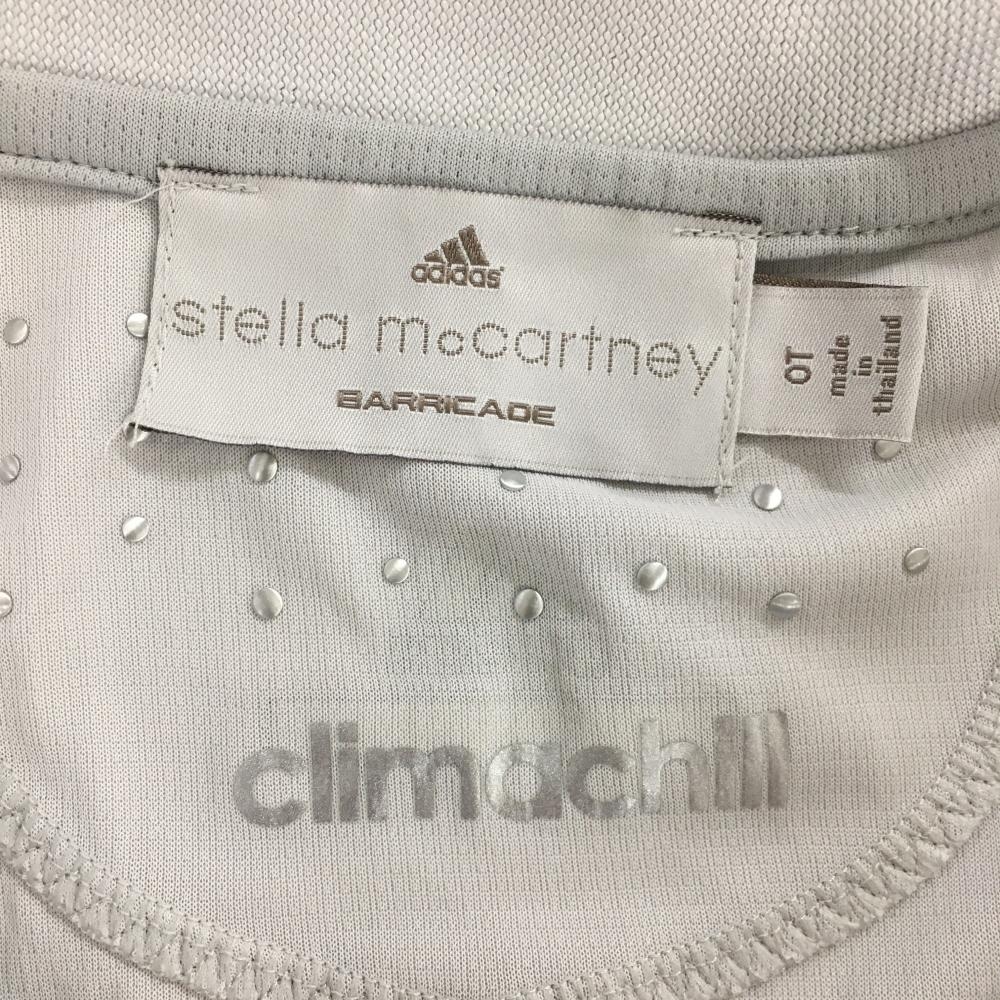 adidas
stella mccartney
BARRICADE
OT
made
in
thailand
climachill